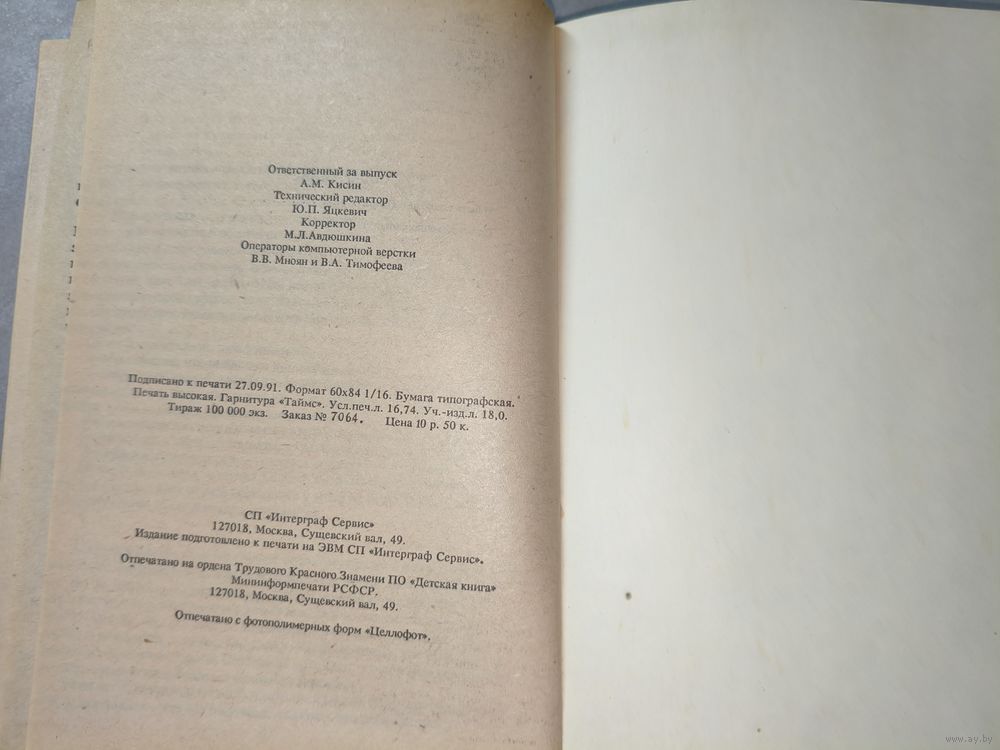 Ответственный за выпуск
А.М. Кисин
Технический редактор
Ю.П. Яцкевич
Корректор
М.Л.Авдюшкина
Операторы компьютерной верстки
В.В. Мноян и В.А. Тимофеева
Подписано к печати 27.09.91. Формат 60х84 1/16. Бумага типографская.
Печать высокая. Гарнитура «Таймс». Усл.печ.л. 16,74. Уч.-изд.л. 18,0.
Тираж 100 000 экз. Заказ № 7064. Цена 10 р. 50 к.
СП «Интерграф Сервис»
127018, Москва, Сущевский вал, 49.
Издание подготовлено к печати на ЭВМ СП «Интерграф Сервис».
Отпечатано на ордена Трудового Красного Знамени ПО «Детская книга»
Мининформпечати РСФСР.
127018, Москва, Сущевский вал, 49.
Отпечатано с фотополимерных форм «Целлофот».
www.ay.by